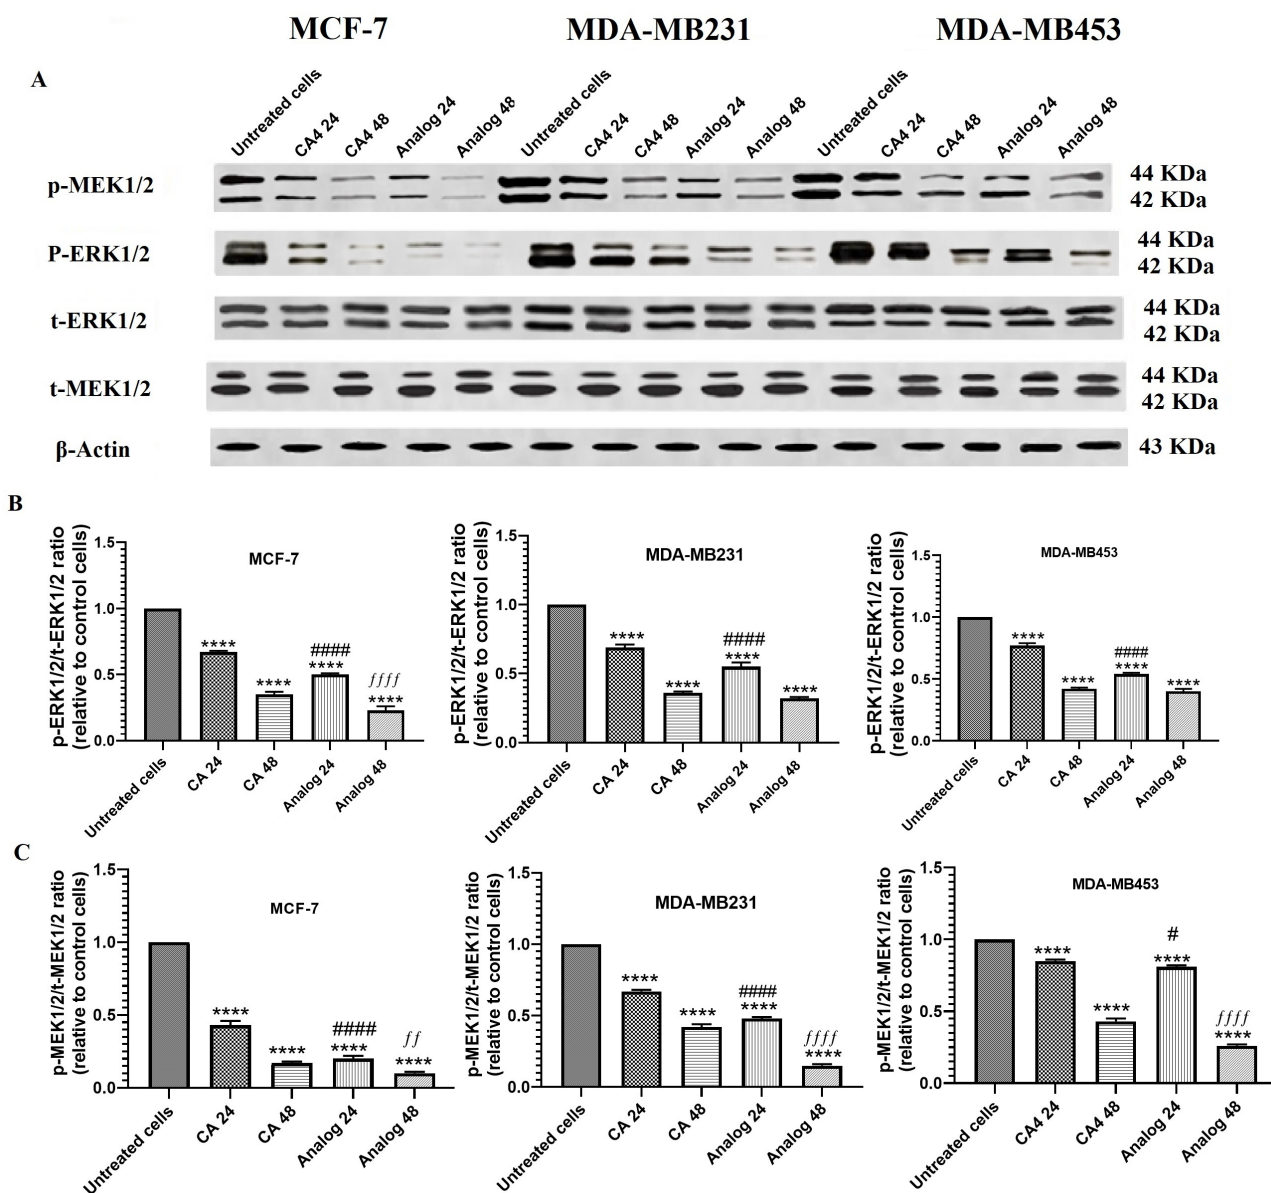 MCF-7 MDA-MB231 MDA-MB453
A
Untreated cells CA4 24 CA4 48 Analog 24 Analog 48 Untreated cells CA4 24 CA4 48 Analog 24 Analog 48 Untreated cells CA4 24 CA4 48 Analog 24 Analog 48
p-MEK1/2 44 KDa
42 KDa
P-ERK1/2 44 KDa
42 KDa
t-ERK1/2 44 KDa
42 KDa
t-MEK1/2 44 KDa
42 KDa
β-Actin 43 KDa
B
p-ERK1/2/t-ERK1/2 ratio
(relative to control cells)
1.5
1.0
0.5
0.0
MCF-7
****
****
####
****
ffff
****
Untreated cells CA 24 CA 48 Analog 24 Analog 48
p-ERK1/2/t-ERK1/2 ratio
(relative to control cells)
1.5
1.0
0.5
0.0
MDA-MB231
****
****
####
****
****
Untreated cells CA 24 CA 48 Analog 24 Analog 48
p-ERK1/2/t-ERK1/2 ratio
(relative to control cells)
1.5
1.0
0.5
0.0
MDA-MB453
****
****
####
****
****
Untreated cells CA 24 CA 48 Analog 24 Analog 48
C
p-MEK1/2/t-MEK1/2 ratio
(relative to control cells)
1.5
1.0
0.5
0.0
MCF-7
****
****
####
****
ff
****
Untreated cells CA 24 CA 48 Analog 24 Analog 48
p-MEK1/2/t-MEK1/2 ratio
(relative to control cells)
1.5
1.0
0.5
0.0
MDA-MB231
****
****
####
****
ffff
****
Untreated cells CA 24 CA 48 Analog 24 Analog 48
p-MEK1/2/t-MEK1/2 ratio
(relative to control cells)
1.5
1.0
0.5
0.0
MDA-MB453
****
****
#
****
ffff
****
Untreated cells CA4 24 CA4 48 Analog 24 Analog 48